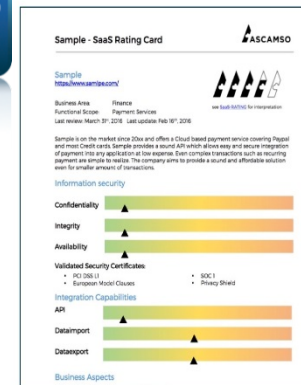 Sample - SaaS Rating Card
ASCAMSO
Sample
https://www.samlpe.com/
Business Area Finance
Functional Scope: Payment Services
Last review: March 31st, 2016 Last update: Feb 16th, 2016
use SaaS RATING for interpretation
Sample is on the market since 20xx and offers a Cloud based payment service covering Paypal
and most Credit cards. Sample provides a sound API which allows easy and secure integration
of payment into any application at low expense. Even complex transactions such as recurring
payment are simple to realize. The company aims to provide a sound and affordable solution
even for smaller amount of transactions.
Information security
Confidentiality
Integrity
Availability
Validated Security Certificates:
• PCI DSS L1
• SOC 1
• European Model Clauses
• Privacy Shield
Integration Capabilities
API
Dataimport
Dataexport
Business Aspects